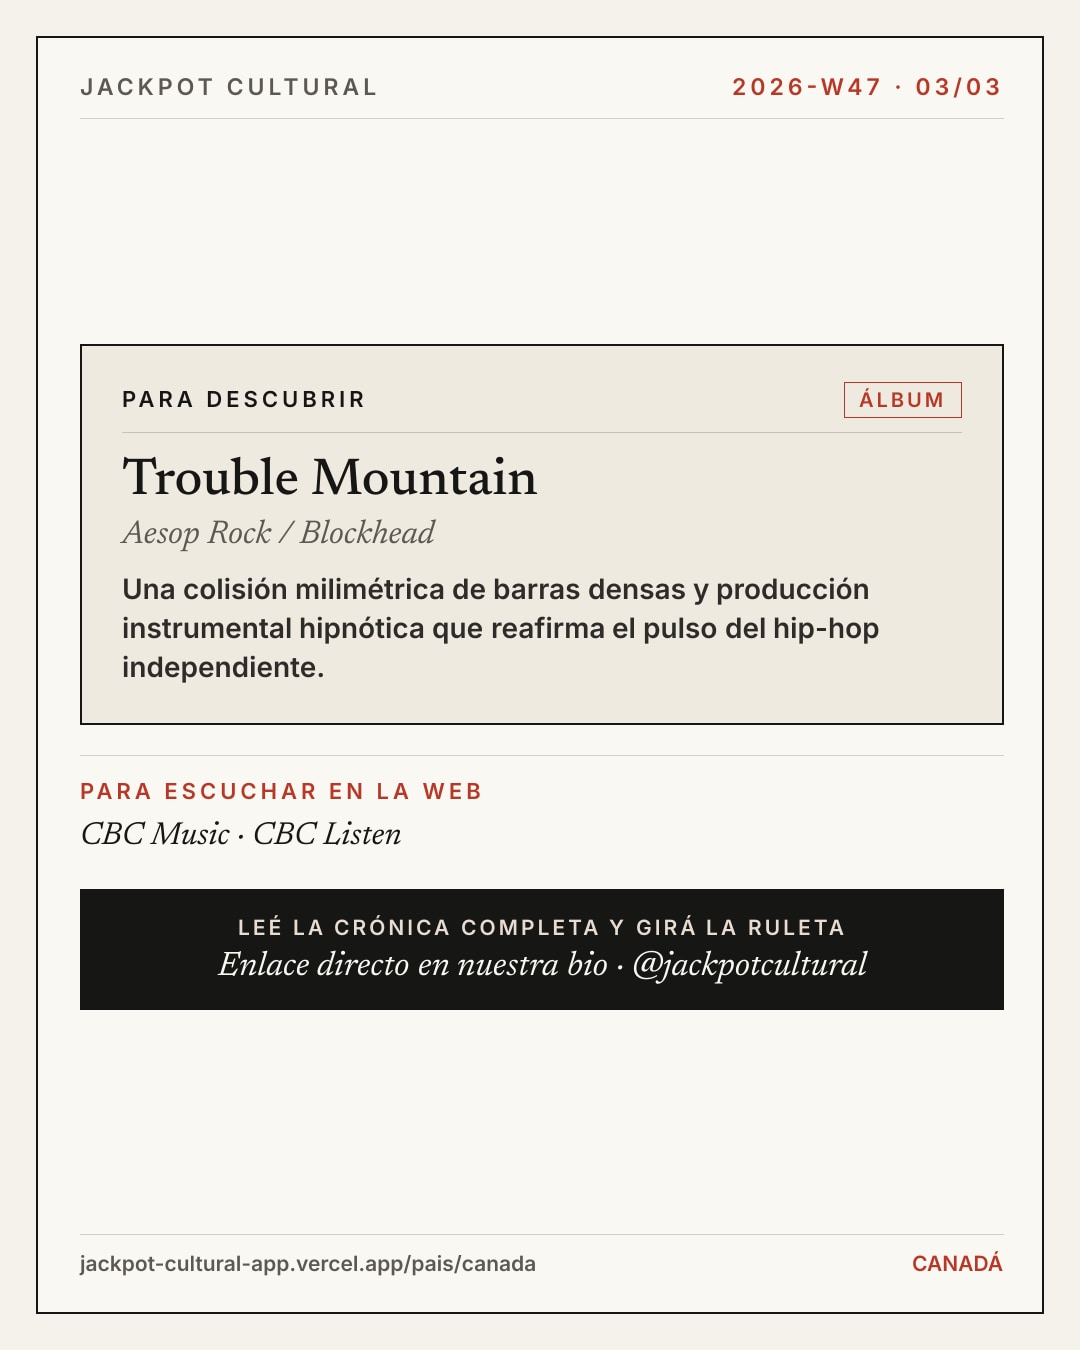 JACKPOT CULTURAL
2026-W47 · 03/03
PARA DESCUBRIR
ÁLBUM
Trouble Mountain
Aesop Rock / Blockhead
Una colisión milimétrica de barras densas y producción
instrumental hipnótica que reafirma el pulso del hip-hop
independiente.
PARA ESCUCHAR EN LA WEB
CBC Music · CBC Listen
LEÉ LA CRÓNICA COMPLETA Y GIRÁ LA RULETA
Enlace directo en nuestra bio · @jackpotcultural
jackpot-cultural-app.vercel.app/pais/canada
CANADÁ